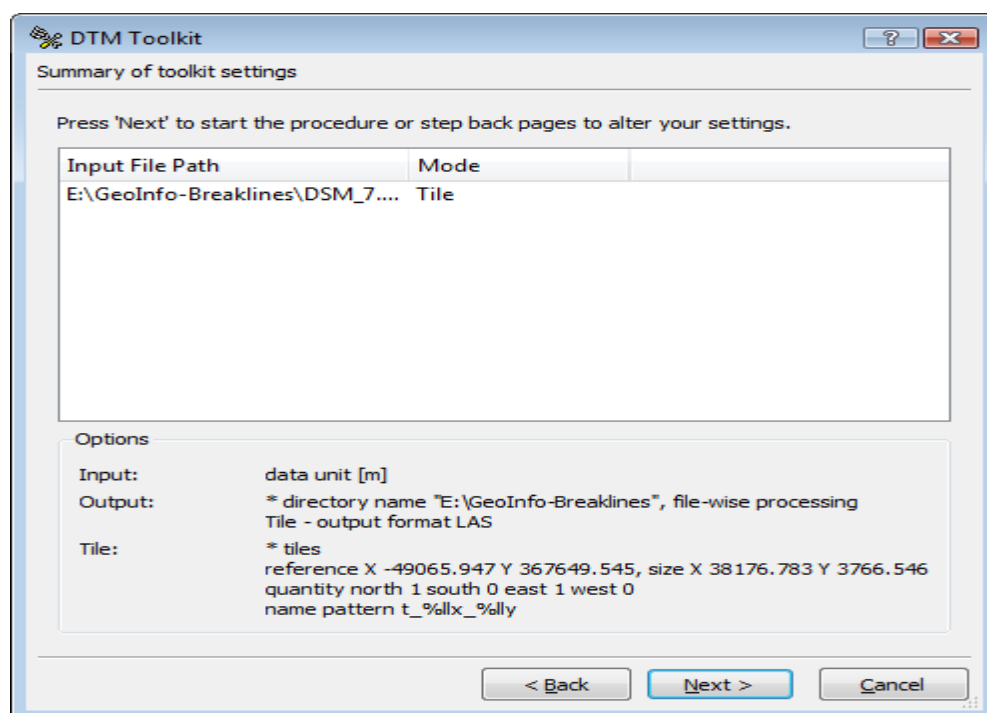 DTM Toolkit
Summary of toolkit settings
Press 'Next' to start the procedure or step back pages to alter your settings.
Input File Path Mode
E:\GeoInfo-Breaklines\DSM_7.... Tile
Options
Input: data unit [m]
Output: * directory name "E:\GeoInfo-Breaklines", file-wise processing
Tile - output format LAS
Tile: * tiles
reference X -49065.947 Y 367649.545, size X 38176.783 Y 3766.546
quantity north 1 south 0 east 1 west 0
name pattern t_%llx_%lly
< Back Next > Cancel